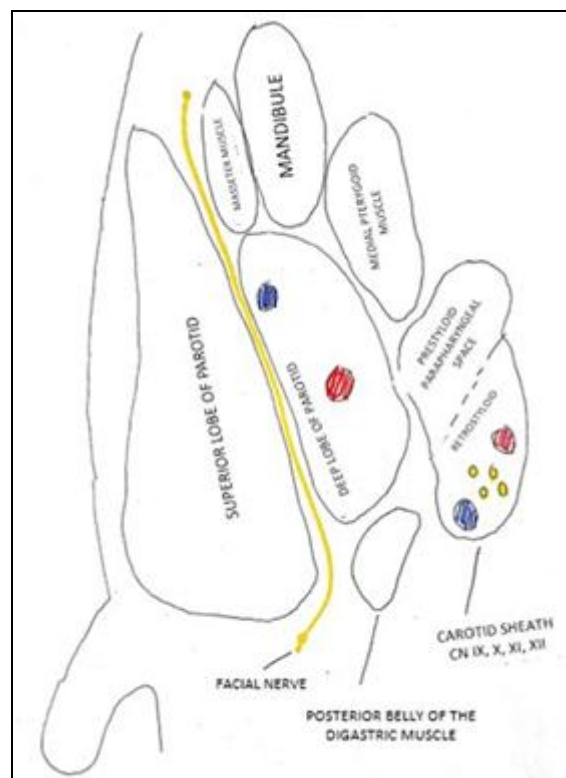 MASSETER MUSCLE
MANDIBULE
MEDIAL PTERYGOID
MUSCLE
SUPERIOR LOBE OF PAROTID
DEEP LOBE OF PAROTID
PRESTYLOID
PARAPHARYNGEAL
SPACE
RETROSTYLOID
CAROTID SHEATH
CN IX, X, XI, XII
FACIAL NERVE
POSTERIOR BELLY OF THE
DIGASTRIC MUSCLE